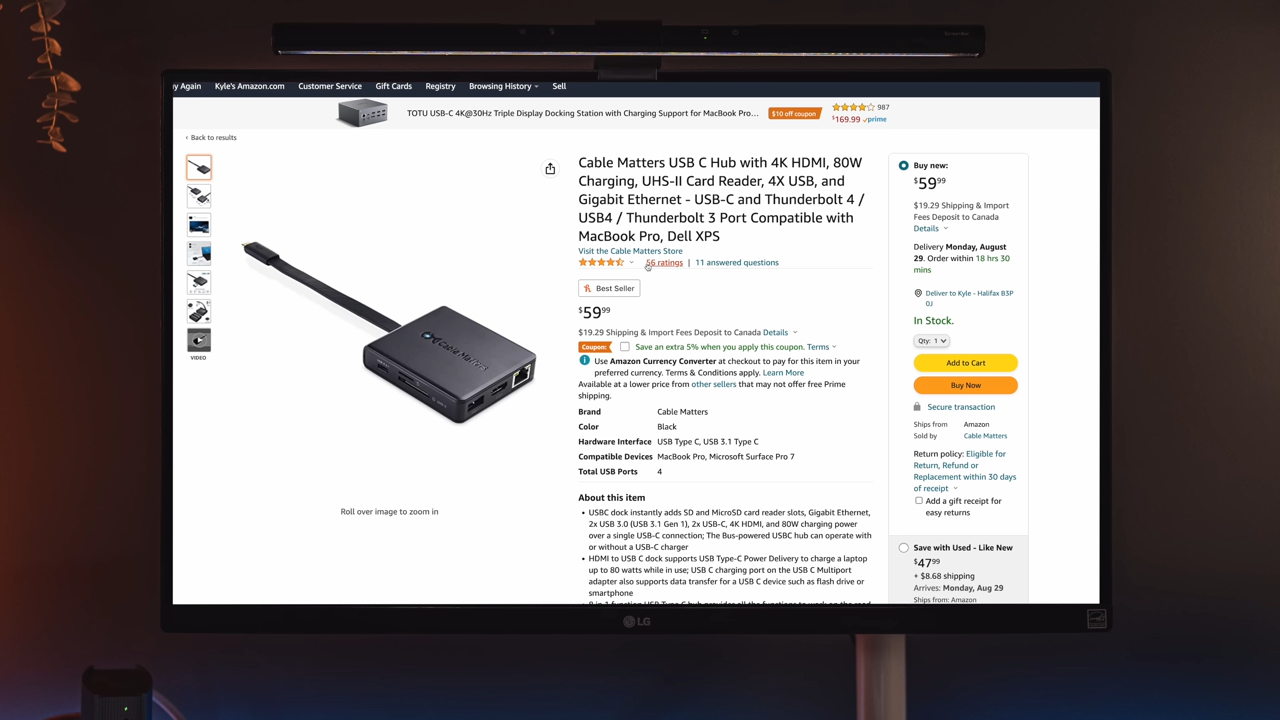 y Again Kyle's Amazon.com Customer Service Gift Cards Registry Browsing History Sell
TOTU USB-C 4K@30Hz Triple Display Docking Station with Charging Support for MacBook Pro… $10 off coupon 987
$169.99 prime
‹ Back to results
Cable Matters USB C Hub with 4K HDMI, 80W
Charging, UHS-II Card Reader, 4X USB, and
Gigabit Ethernet - USB-C and Thunderbolt 4 /
USB4 / Thunderbolt 3 Port Compatible with
MacBook Pro, Dell XPS
Visit the Cable Matters Store
56 ratings | 11 answered questions
Best Seller
$5999
$19.29 Shipping & Import Fees Deposit to Canada Details
Coupon: Save an extra 5% when you apply this coupon. Terms
Use Amazon Currency Converter at checkout to pay for this item in your
preferred currency. Terms & Conditions apply. Learn More
Available at a lower price from other sellers that may not offer free Prime
shipping.
Brand Cable Matters
Color Black
Hardware Interface USB Type C, USB 3.1 Type C
Compatible Devices MacBook Pro, Microsoft Surface Pro 7
Total USB Ports 4
About this item
• USBC dock instantly adds SD and MicroSD card reader slots, Gigabit Ethernet,
2x USB 3.0 (USB 3.1 Gen 1), 2x USB-C, 4K HDMI, and 80W charging power
over a single USB-C connection; The Bus-powered USBC hub can operate with
or without a USB-C charger
• HDMI to USB C dock supports USB Type-C Power Delivery to charge a laptop
up to 80 watts while in use; USB C charging port on the USB C Multiport
adapter also supports data transfer for a USB C device such as flash drive or
smartphone
Cable Matters
VIDEO
Roll over image to zoom in
Buy new:
$5999
$19.29 Shipping & Import
Fees Deposit to Canada
Details
Delivery Monday, August
29. Order within 18 hrs 30
mins
Deliver to Kyle - Halifax B3P
0J
In Stock.
Qty: 1
Add to Cart
Buy Now
Secure transaction
Ships from Amazon
Sold by Cable Matters
Return policy: Eligible for
Return, Refund or
Replacement within 30 days
of receipt
Add a gift receipt for
easy returns
Save with Used - Like New
$4799
+ $8.68 shipping
Arrives: Monday, Aug 29
Ships from: Amazon
LG